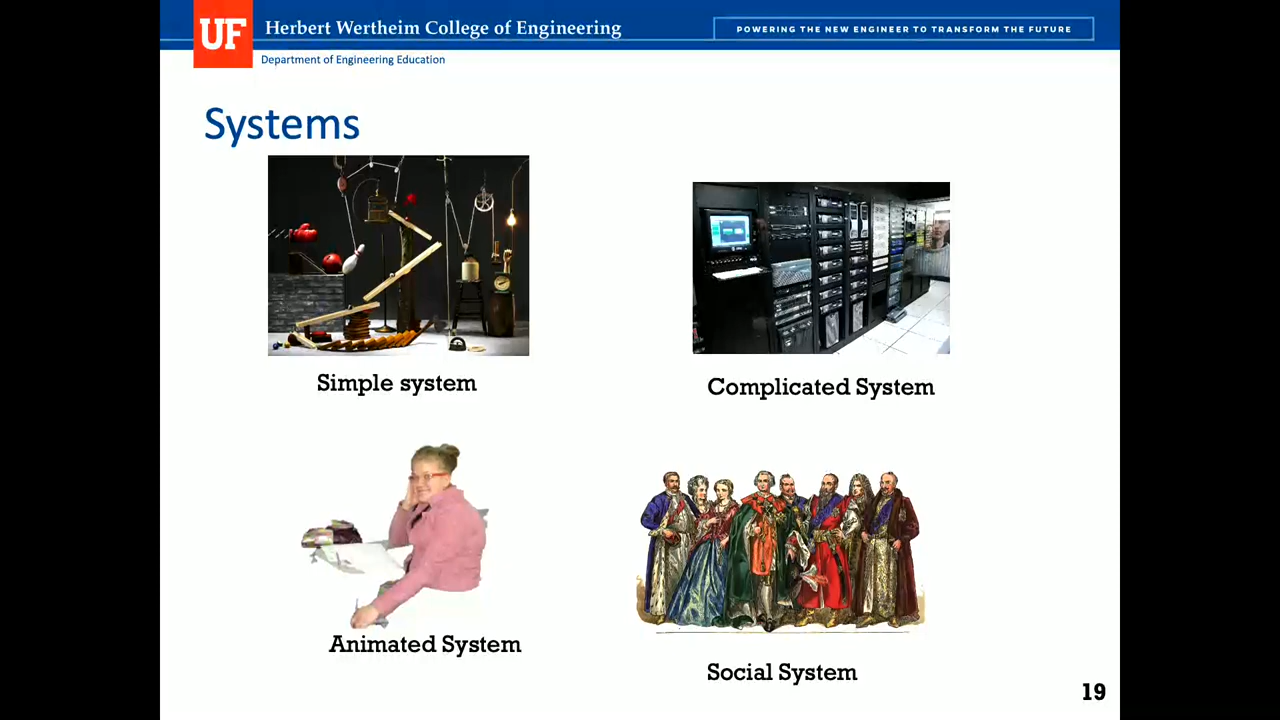 UF
Herbert Wertheim College of Engineering
POWERING THE NEW ENGINEER TO TRANSFORM THE FUTURE
Department of Engineering Education
Systems
Simple system
Complicated System
Animated System
Social System
19